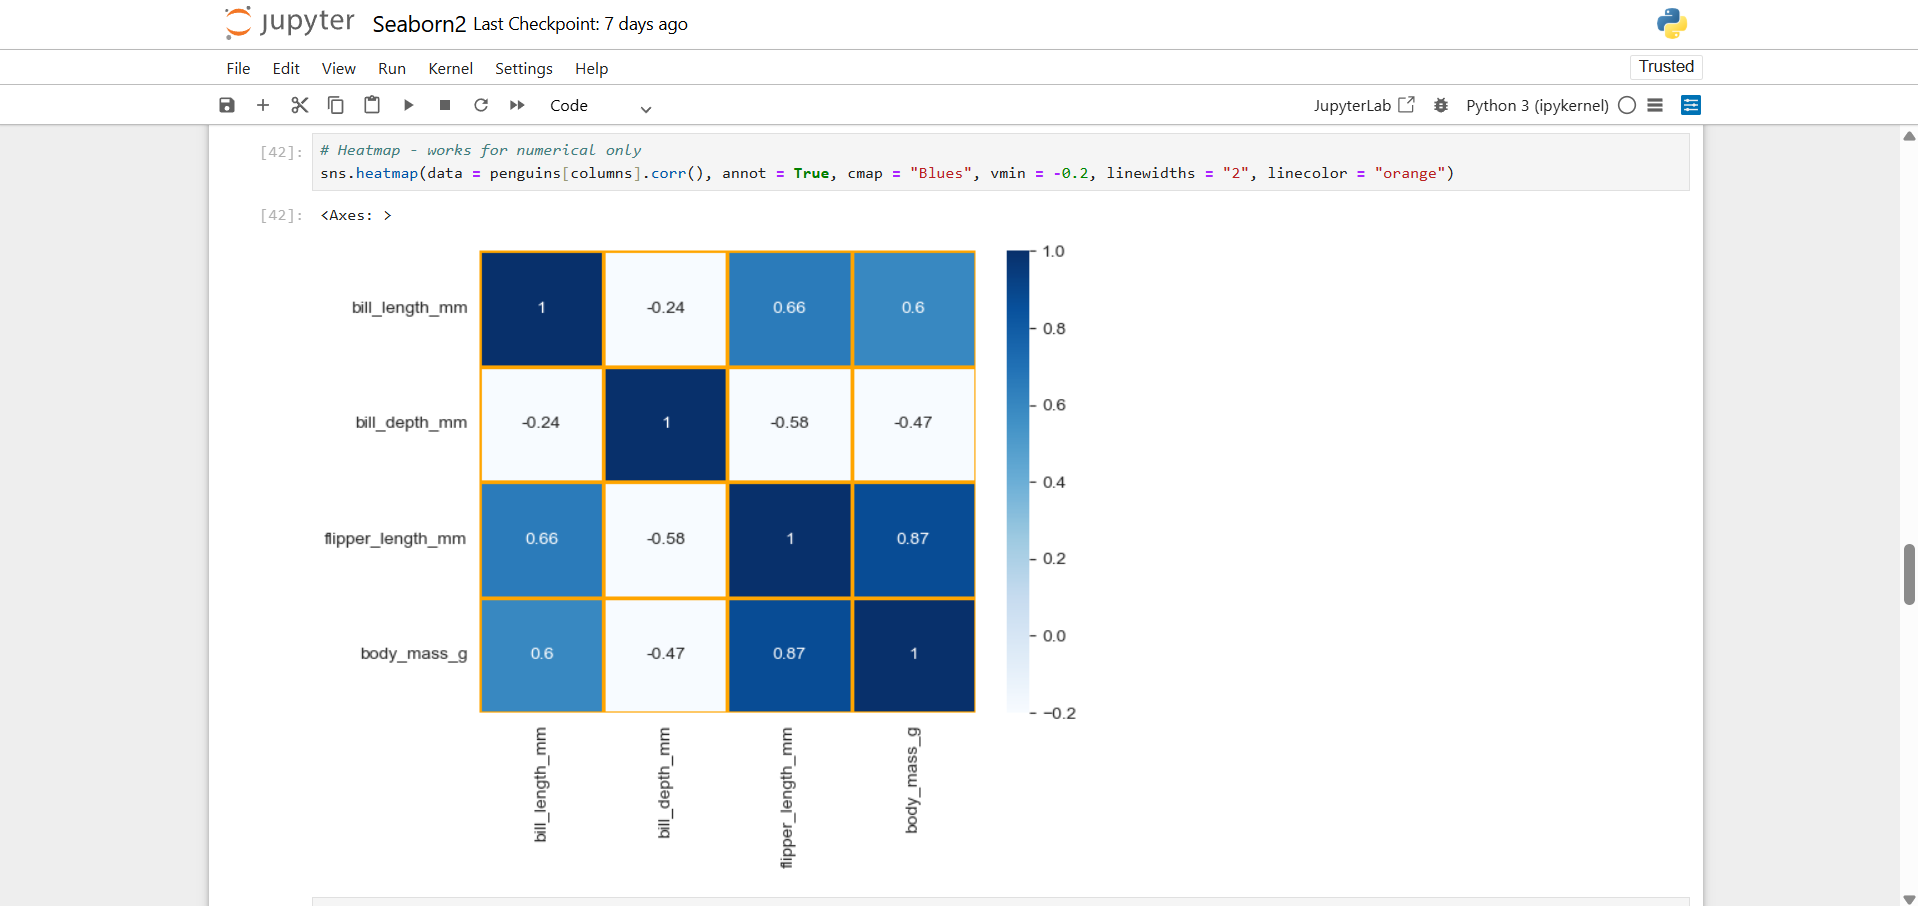 jupyter Seaborn2 Last Checkpoint: 7 days ago
File Edit View Run Kernel Settings Help Trusted
Code JupyterLab Python 3 (ipykernel)
[42]: # Heatmap - works for numerical only
sns.heatmap(data = penguins[columns].corr(), annot = True, cmap = "Blues", vmin = -0.2, linewidths = "2", linecolor = "orange")
[42]: <Axes: >
1.0
bill_length_mm 1 -0.24 0.66 0.6
0.8
0.6
bill_depth_mm -0.24 1 -0.58 -0.47
0.4
flipper_length_mm 0.66 -0.58 1 0.87
0.2
0.0
body_mass_g 0.6 -0.47 0.87 1
−0.2
bill_length_mm
bill_depth_mm
flipper_length_mm
body_mass_g